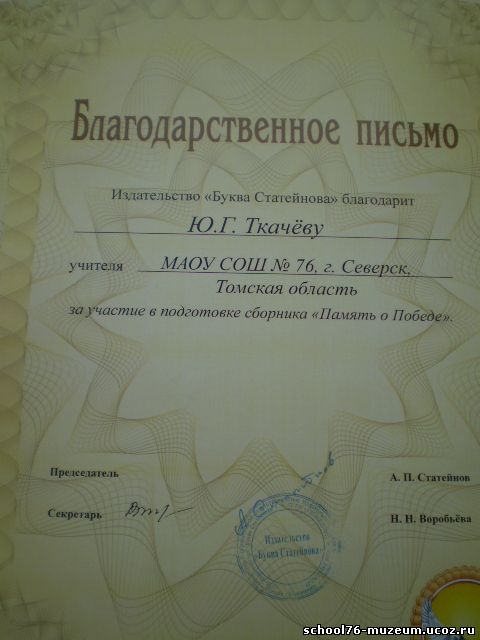 Благодарственное письмо
Издательство «Буква Статейнова» благодарит
Ю.Г. Ткачёву
учителя МАОУ СОШ № 76, г. Северск,
Томская область
за участие в подготовке сборника «Память о Победе».
Председатель А. П. Статейнов
Секретарь Н. Н. Воробьёва
Издательство
«Буква Статейнова»
school76-muzeum.ucoz.ru